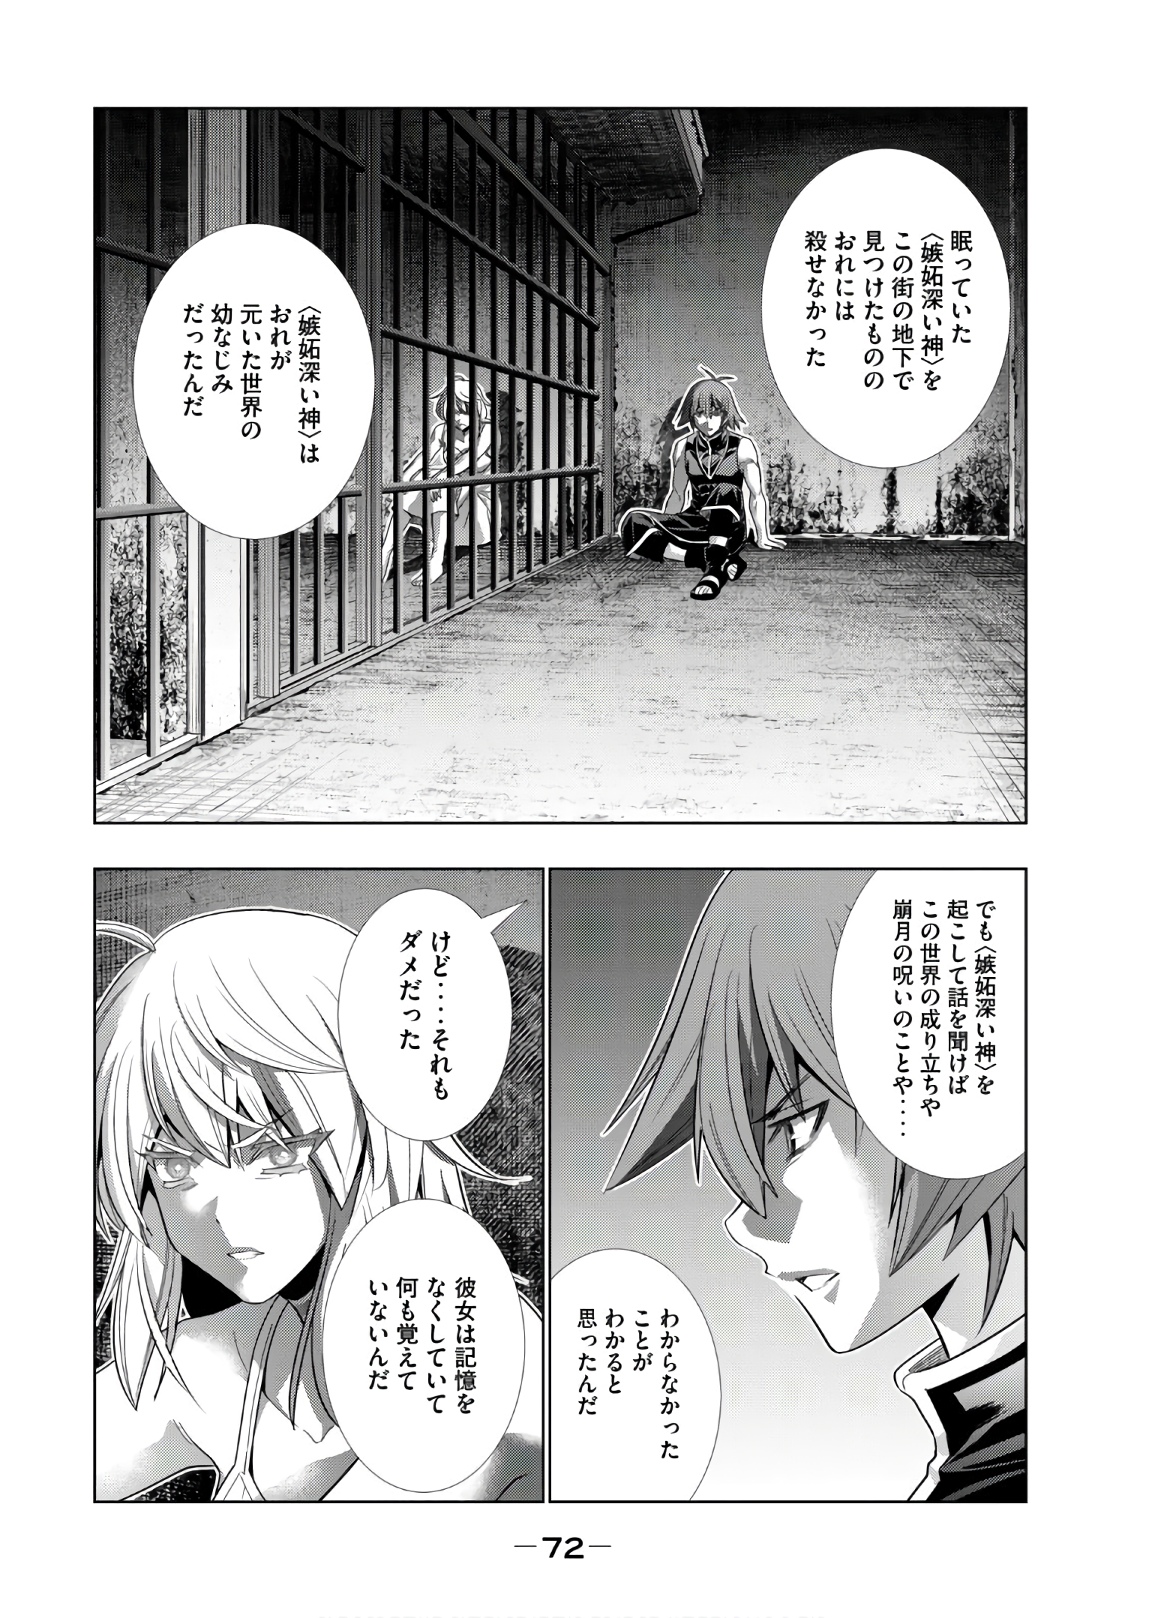 眠っていた
〈嫉妬深い神〉を
この街の地下で
見つけたものの
おれには
殺せなかった
〈嫉妬深い神〉は
おれが
元いた世界の
幼なじみ
だったんだ
でも〈嫉妬深い神〉を
起こして話を聞けば
この世界の成り立ちや
崩月の呪いのことや‥‥
わからなかった
ことが
わかると
思ったんだ
けど‥‥それも
ダメだった
彼女は記憶を
なくしていて
何も覚えて
いないんだ
－72－